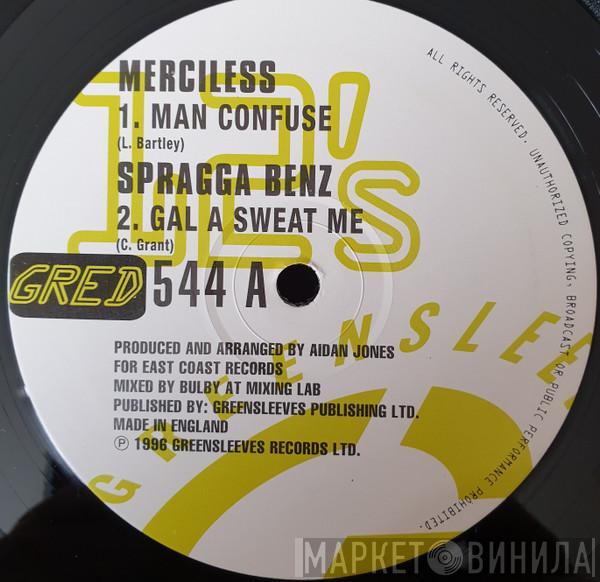 12's
MERCILESS
1. MAN CONFUSE
(L. Bartley)
SPRAGGA BENZ
2. GAL A SWEAT ME
(C. Grant)
GRED 544 A
PRODUCED AND ARRANGED BY AIDAN JONES
FOR EAST COAST RECORDS
MIXED BY BULBY AT MIXING LAB
PUBLISHED BY: GREENSLEEVES PUBLISHING LTD.
MADE IN ENGLAND
℗ 1996 GREENSLEEVES RECORDS LTD.
GREENSLEE
ALL RIGHTS RESERVED. UNAUTHORIZED COPYING, BROADCAST OR PUBLIC PERFORMANCE PROHIBITED.
МАРКЕТ ВИНИЛА